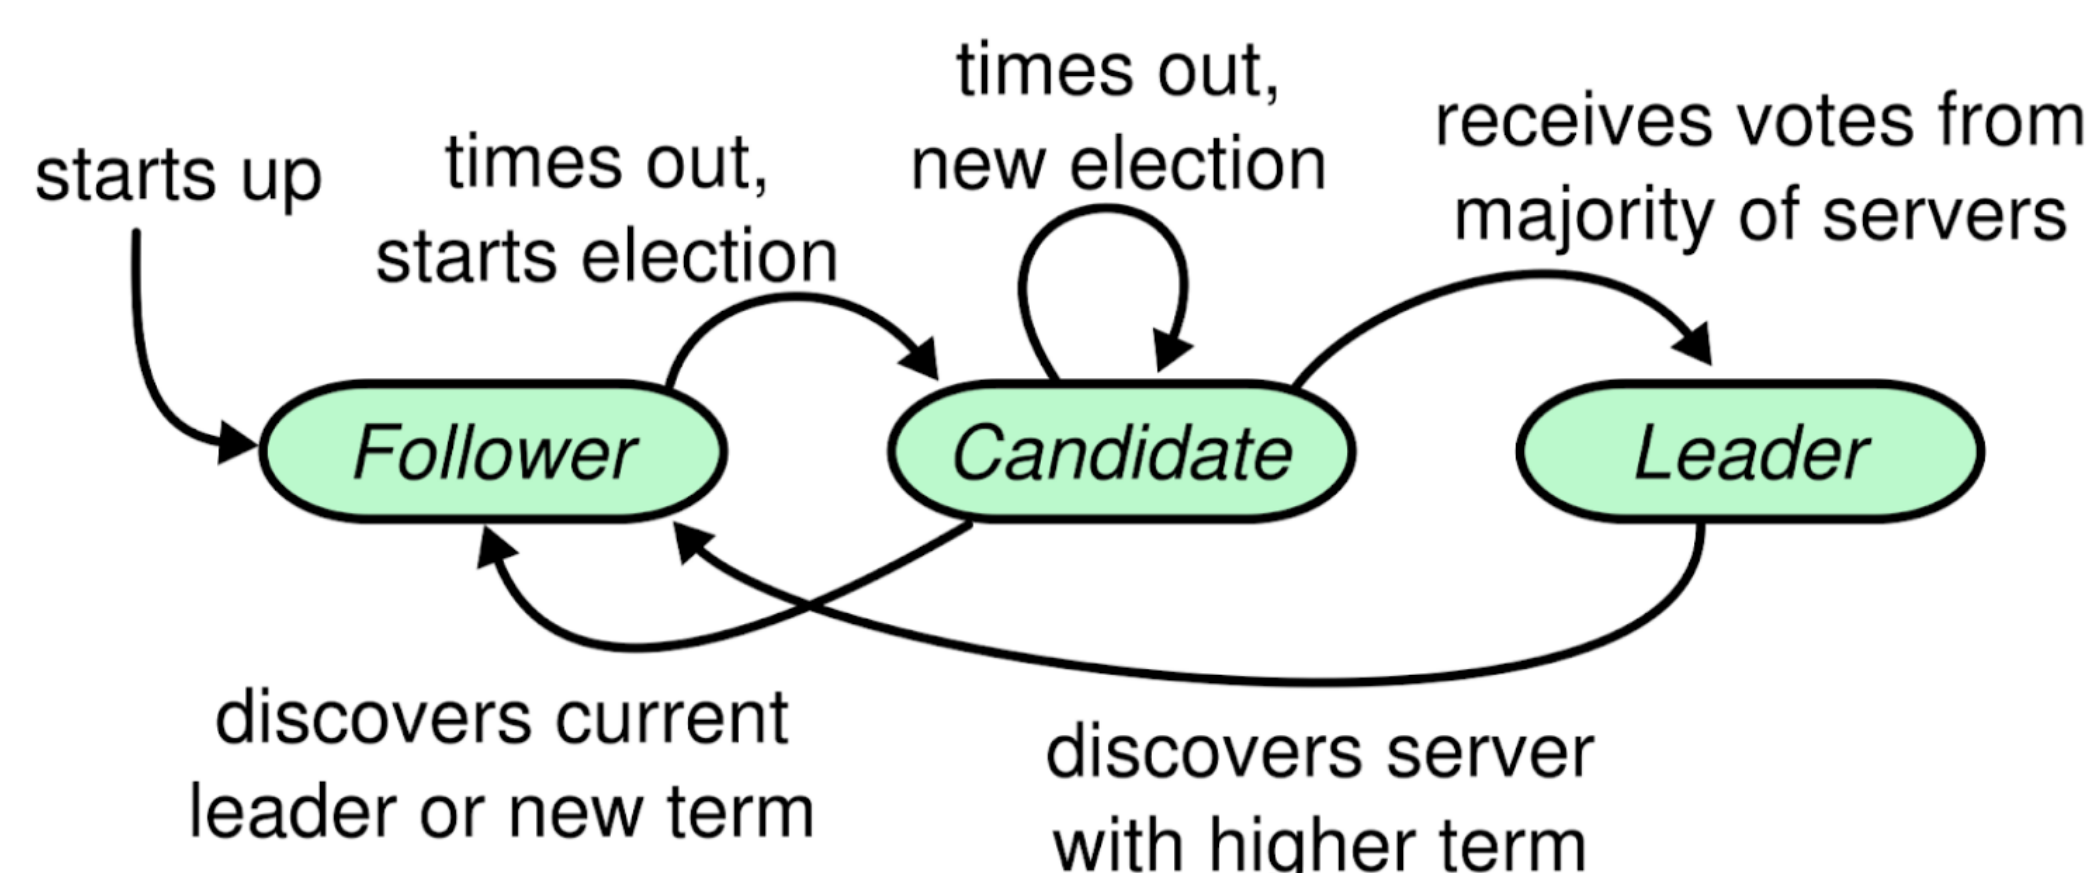 starts up
times out,
starts election
times out,
new election
receives votes from
majority of servers
Follower
Candidate
Leader
discovers current
leader or new term
discovers server
with higher term